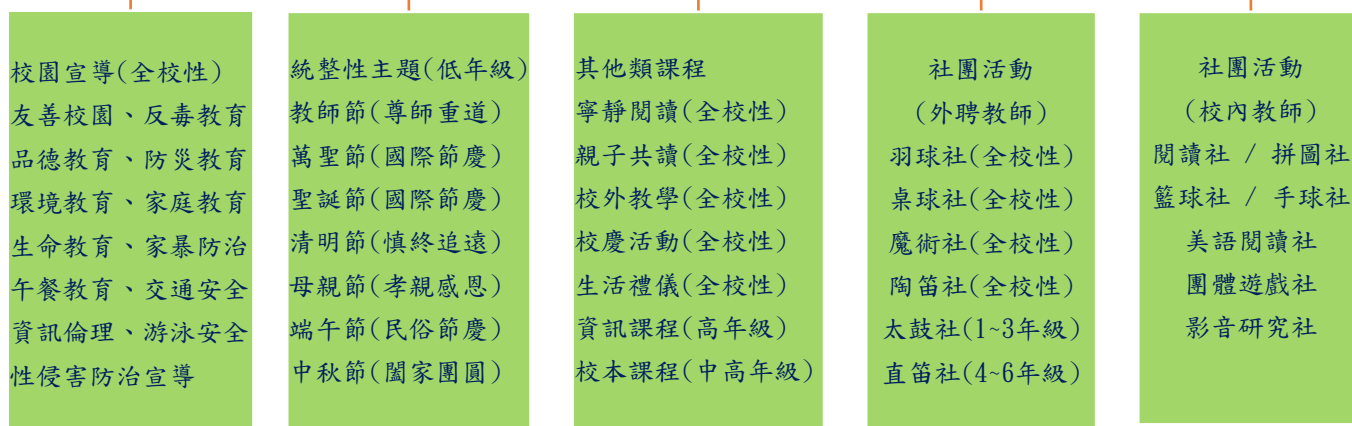 校園宣導(全校性)
友善校園、反毒教育
品德教育、防災教育
環境教育、家庭教育
生命教育、家暴防治
午餐教育、交通安全
資訊倫理、游泳安全
性侵害防治宣導
統整性主題(低年級)
教師節(尊師重道)
萬聖節(國際節慶)
聖誕節(國際節慶)
清明節(慎終追遠)
母親節(孝親感恩)
端午節(民俗節慶)
中秋節(闔家團圓)
其他類課程
寧靜閱讀(全校性)
親子共讀(全校性)
校外教學(全校性)
校慶活動(全校性)
生活禮儀(全校性)
資訊課程(高年級)
校本課程(中高年級)
社團活動
(外聘教師)
羽球社(全校性)
桌球社(全校性)
魔術社(全校性)
陶笛社(全校性)
太鼓社(1~3年級)
直笛社(4~6年級)
社團活動
(校內教師)
閱讀社 / 拼圖社
籃球社 / 手球社
美語閱讀社
團體遊戲社
影音研究社